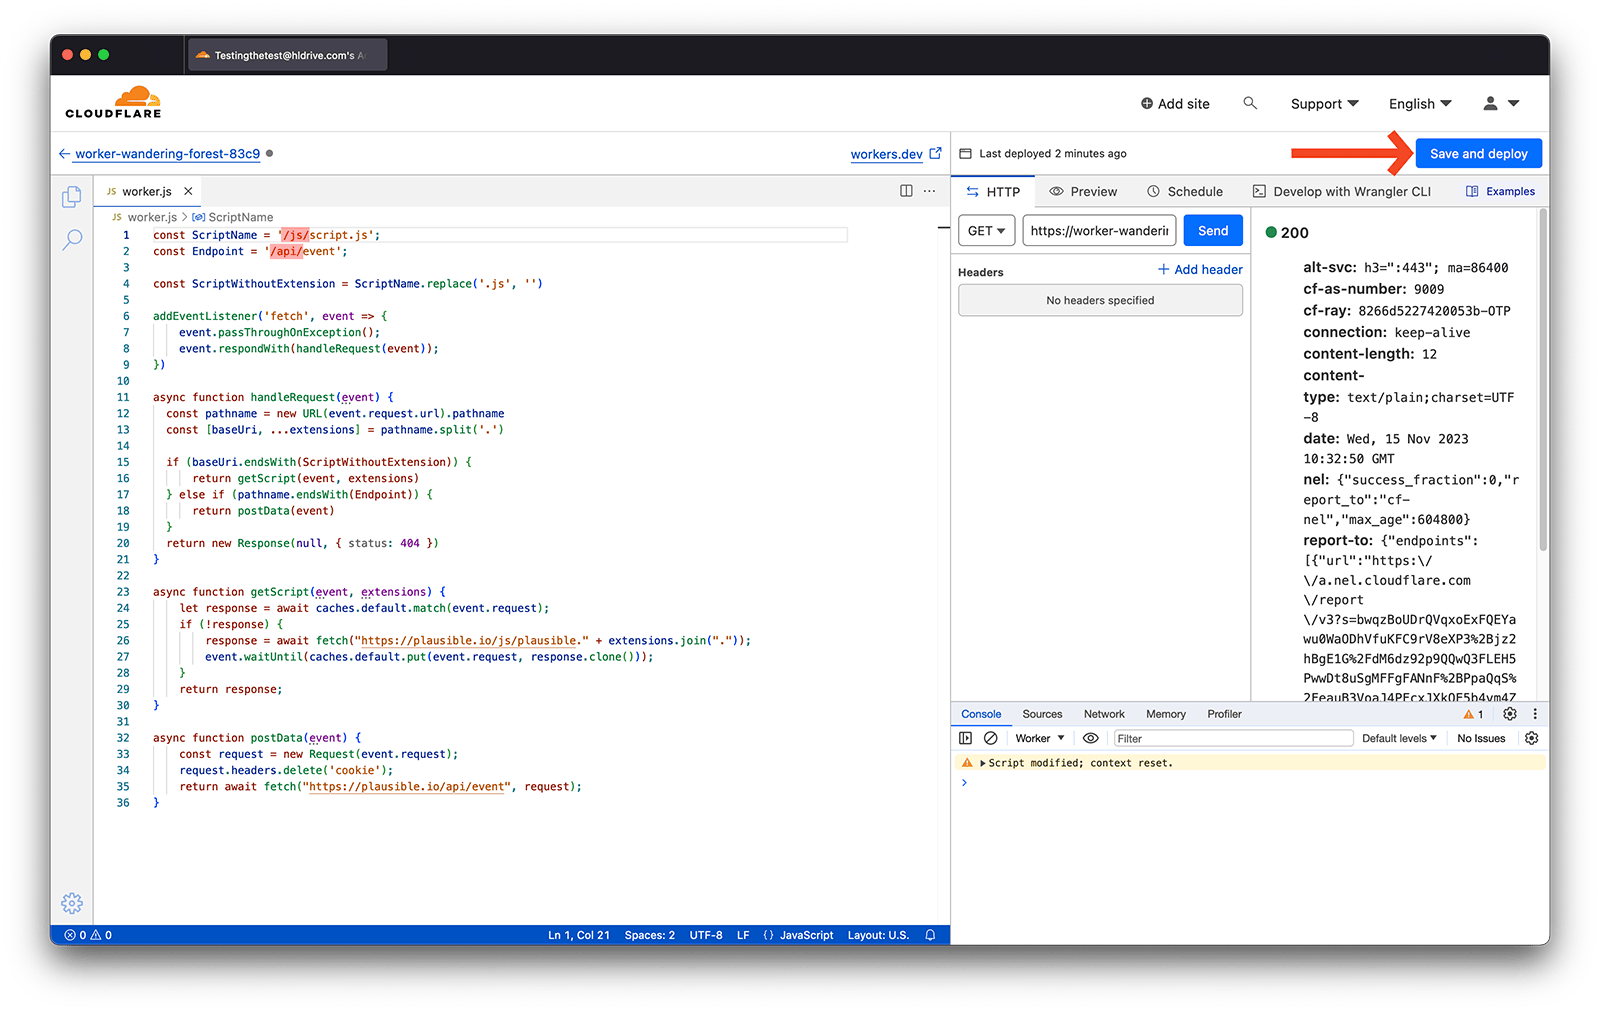 Testingthetest@hldrive.com's A
CLOUDFLARE
Add site
Support
English
worker-wandering-forest-83c9
workers.dev
Last deployed 2 minutes ago
Save and deploy
JS worker.js
HTTP
Preview
Schedule
Develop with Wrangler CLI
Examples
JS worker.js > ScriptName
1 const ScriptName = '/js/script.js';
2 const Endpoint = '/api/event';
3
4 const ScriptWithoutExtension = ScriptName.replace('.js', '')
5
6 addEventListener('fetch', event => {
7 event.passThroughOnException();
8 event.respondWith(handleRequest(event));
9 })
10
11 async function handleRequest(event) {
12 const pathname = new URL(event.request.url).pathname
13 const [baseUri, ...extensions] = pathname.split('.')
14
15 if (baseUri.endsWith(ScriptWithoutExtension)) {
16 return getScript(event, extensions)
17 } else if (pathname.endsWith(Endpoint)) {
18 return postData(event)
19 }
20 return new Response(null, { status: 404 })
21 }
22
23 async function getScript(event, extensions) {
24 let response = await caches.default.match(event.request);
25 if (!response) {
26 response = await fetch("https://plausible.io/js/plausible." + extensions.join("."));
27 event.waitUntil(caches.default.put(event.request, response.clone()));
28 }
29 return response;
30 }
31
32 async function postData(event) {
33 const request = new Request(event.request);
34 request.headers.delete('cookie');
35 return await fetch("https://plausible.io/api/event", request);
36 }
GET
https://worker-wanderin
Send
Headers
+ Add header
No headers specified
200
alt-svc: h3=":443"; ma=86400
cf-as-number: 9009
cf-ray: 8266d5227420053b-OTP
connection: keep-alive
content-length: 12
content-
type: text/plain;charset=UTF
-8
date: Wed, 15 Nov 2023
10:32:50 GMT
nel: {"success_fraction":0,"r
eport_to":"cf-
nel","max_age":604800}
report-to: {"endpoints":
[{"url":"https:\/
\/a.nel.cloudflare.com
\/report
\/v3?s=bwqzBoUDrQVqxoExFQEYa
wu0WaODhVfuKFC9rV8eXP3%2Bjz2
hBgE1G%2FdM6dz92p9QQwQ3FLEH5
PwwDt8uSgMFFgFANnF%2BPpaQqS%
Console
Sources
Network
Memory
Profiler
1
Worker
Filter
Default levels
No Issues
Script modified; context reset.
0 0
Ln 1, Col 21
Spaces: 2
UTF-8
LF
{} JavaScript
Layout: U.S.